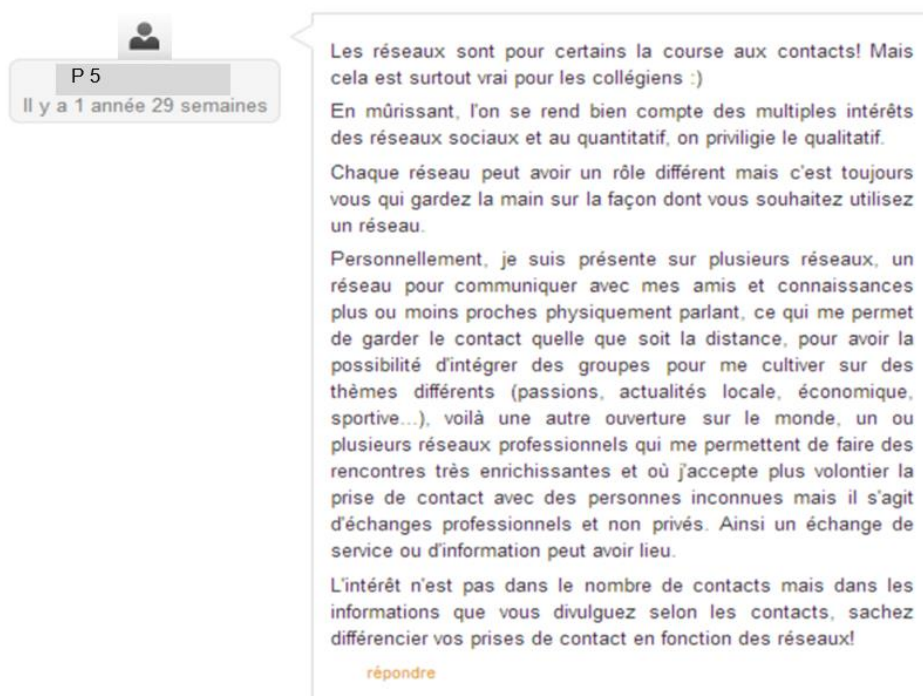 P 5
Il y a 1 année 29 semaines
Les réseaux sont pour certains la course aux contacts! Mais
cela est surtout vrai pour les collégiens :)
En mûrissant, l'on se rend bien compte des multiples intérêts
des réseaux sociaux et au quantitatif, on priviligie le qualitatif.
Chaque réseau peut avoir un rôle différent mais c'est toujours
vous qui gardez la main sur la façon dont vous souhaitez utilisez
un réseau.
Personnellement, je suis présente sur plusieurs réseaux, un
réseau pour communiquer avec mes amis et connaissances
plus ou moins proches physiquement parlant, ce qui me permet
de garder le contact quelle que soit la distance, pour avoir la
possibilité d'intégrer des groupes pour me cultiver sur des
thèmes différents (passions, actualités locale, économique,
sportive...), voilà une autre ouverture sur le monde, un ou
plusieurs réseaux professionnels qui me permettent de faire des
rencontres très enrichissantes et où j'accepte plus volontier la
prise de contact avec des personnes inconnues mais il s'agit
d'échanges professionnels et non privés. Ainsi un échange de
service ou d'information peut avoir lieu.
L'intérêt n'est pas dans le nombre de contacts mais dans les
informations que vous divulguez selon les contacts, sachez
différencier vos prises de contact en fonction des réseaux!
répondre